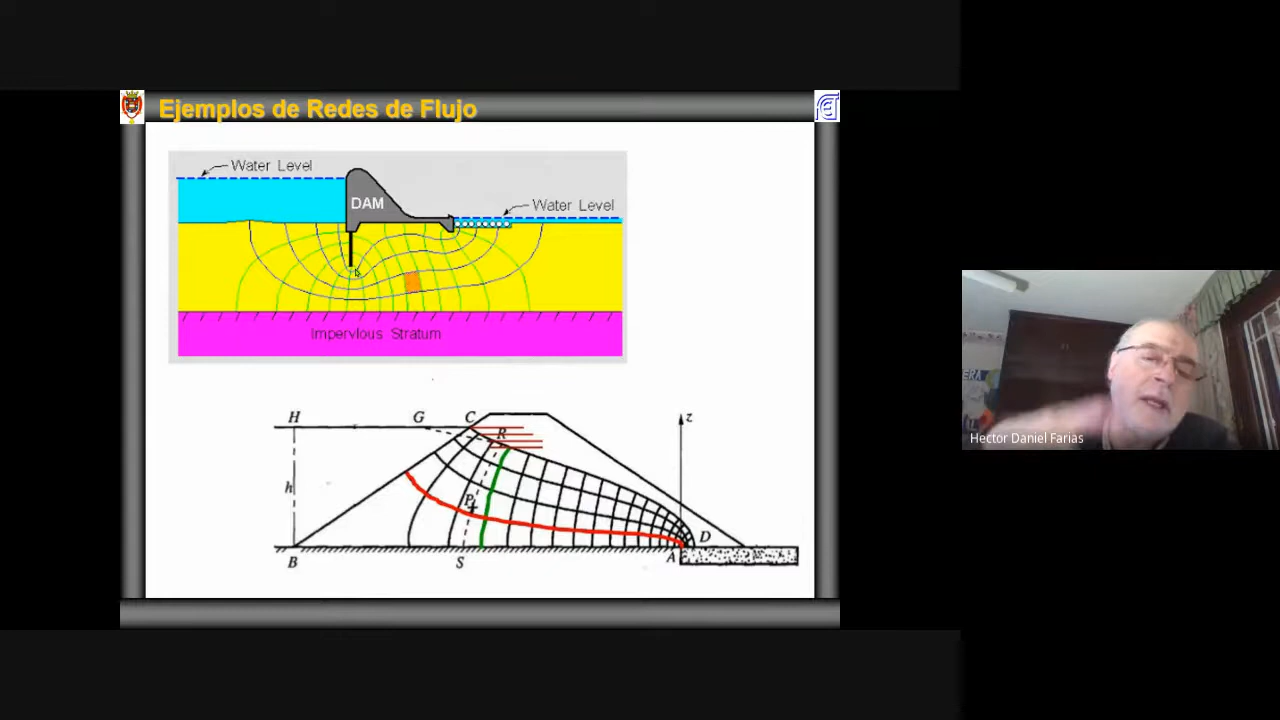 Ejemplos de Redes de Flujo
Water Level
Water Level
DAM
Impervious Stratum
H
G
C
z
R
h
P
D
A
B
S
Hector Daniel Farias